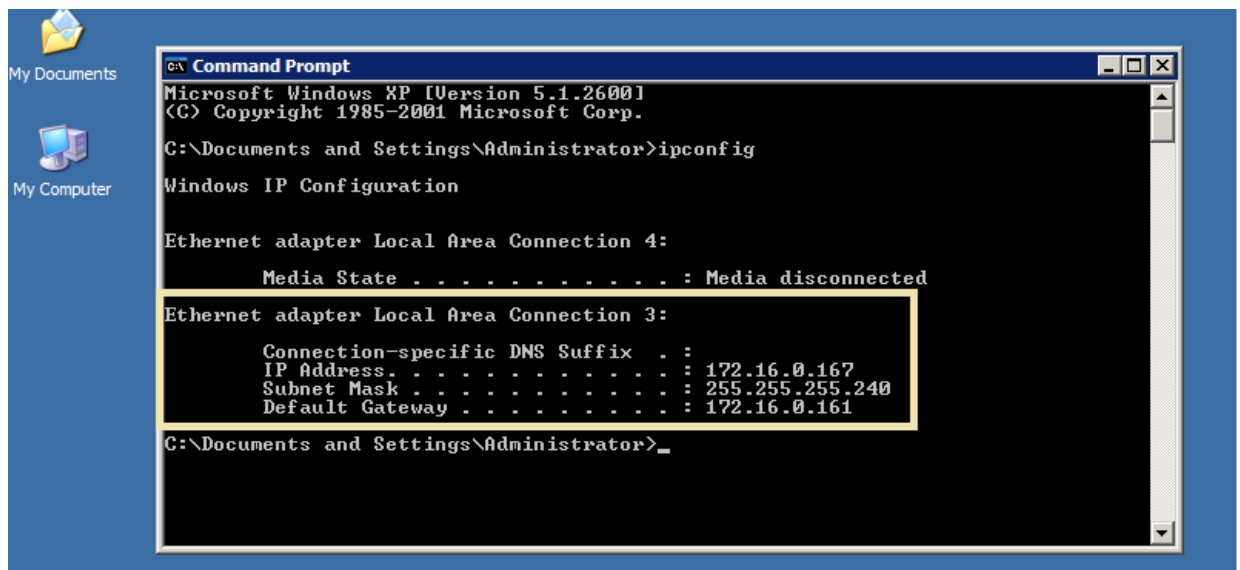 My Documents
My Computer
Command Prompt
Microsoft Windows XP [Version 5.1.2600]
(C) Copyright 1985-2001 Microsoft Corp.
C:\Documents and Settings\Administrator>ipconfig
Windows IP Configuration
Ethernet adapter Local Area Connection 4:
Media State . . . . . . . . . . . : Media disconnected
Ethernet adapter Local Area Connection 3:
Connection-specific DNS Suffix  . :
IP Address. . . . . . . . . . . . : 172.16.0.167
Subnet Mask . . . . . . . . . . . : 255.255.255.240
Default Gateway . . . . . . . . . : 172.16.0.161
C:\Documents and Settings\Administrator>_